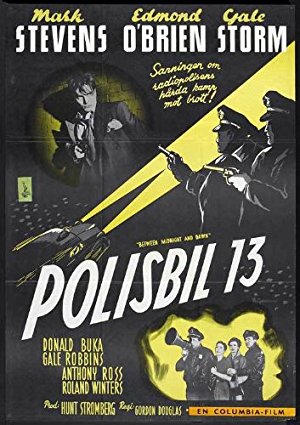 Mark Edmond Gale
STEVENS O'BRIEN STORM
Sanningen om
radiopolisens
hårda kamp
mot brott!
"BETWEEN MIDNIGHT AND DAWN"
POLISBIL 13
DONALD BUKA
GALE ROBBINS
ANTHONY ROSS
ROLAND WINTERS
Prod: HUNT STROMBERG Regi: GORDON DOUGLAS
EN COLUMBIA-FILM